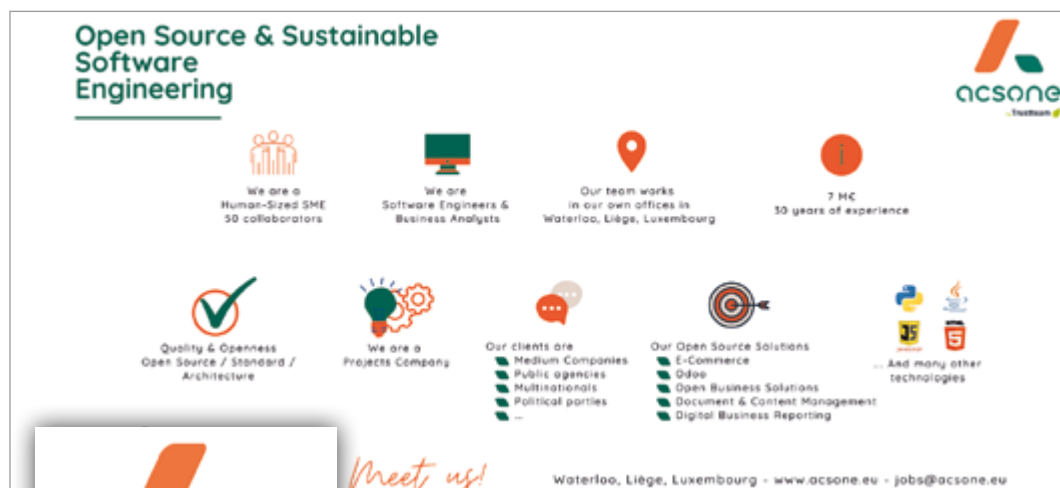 Open Source & Sustainable
Software
Engineering
acsone
by Trustteam
We are a
Human-Sized SME
50 collaborators
We are
Software Engineers &
Business Analysts
Our team works
in our own offices in
Waterloo, Liège, Luxembourg
7 M€
30 years of experience
Quality & Openness
Open Source / Standard /
Architecture
We are a
Projects Company
Our clients are
Medium Companies
Public agencies
Multinationals
Political parties
...
Our Open Source Solutions
E-Commerce
Odoo
Open Business Solutions
Document & Content Management
Digital Business Reporting
JS
5
... And many other
technologies
Meet us!
Waterloo, Liège, Luxembourg - www.acsone.eu - jobs@acsone.eu